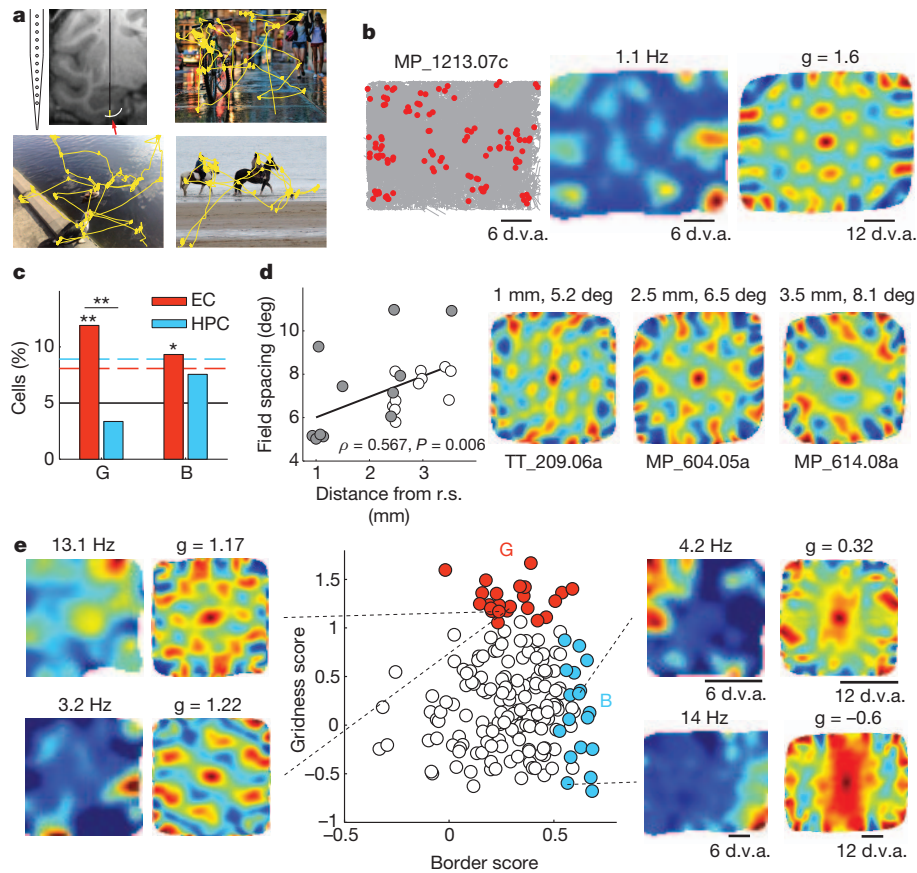 a
b
MP_1213.07c
1.1 Hz
g = 1.6
6 d.v.a.
6 d.v.a.
12 d.v.a.
c
**
**
*
EC
HPC
Cells (%)
10
5
0
G
B
d
Field spacing (deg)
10
8
6
4
ρ = 0.567, P = 0.006
1
2
3
Distance from r.s.
(mm)
1 mm, 5.2 deg
2.5 mm, 6.5 deg
3.5 mm, 8.1 deg
TT_209.06a
MP_604.05a
MP_614.08a
e
13.1 Hz
g = 1.17
3.2 Hz
g = 1.22
G
B
Gridness score
1.5
1
0.5
0
−0.5
−1
−0.5
0
0.5
Border score
4.2 Hz
g = 0.32
6 d.v.a.
12 d.v.a.
14 Hz
g = −0.6
6
d.v.a.
12
d.v.a.